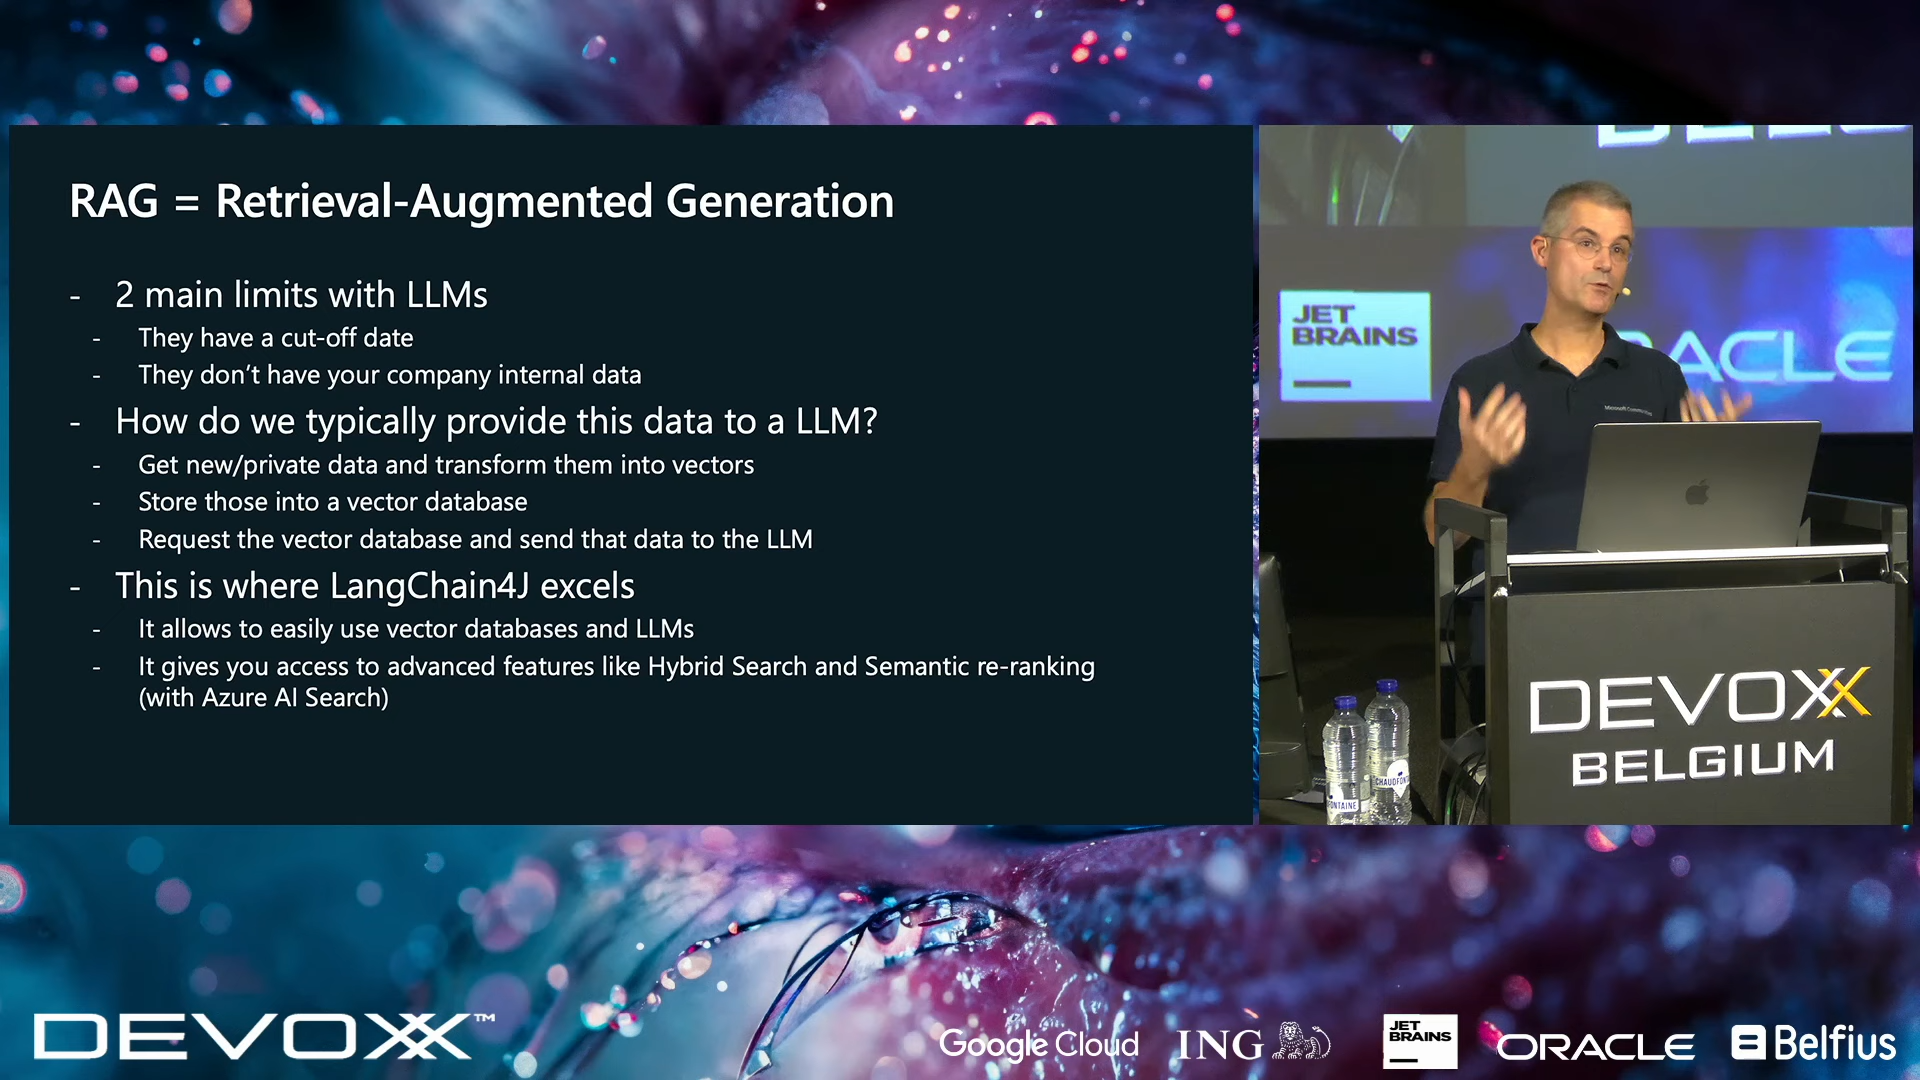 RAG = Retrieval-Augmented Generation
- 2 main limits with LLMs
- They have a cut-off date
- They don't have your company internal data
- How do we typically provide this data to a LLM?
- Get new/private data and transform them into vectors
- Store those into a vector database
- Request the vector database and send that data to the LLM
- This is where LangChain4J excels
- It allows to easily use vector databases and LLMs
- It gives you access to advanced features like Hybrid Search and Semantic re-ranking
(with Azure AI Search)
JET
BRAINS
ORACLE
DEVOXX
BELGIUM
DEVOXX™
Google Cloud
ING
JET
BRAINS
ORACLE
Belfius